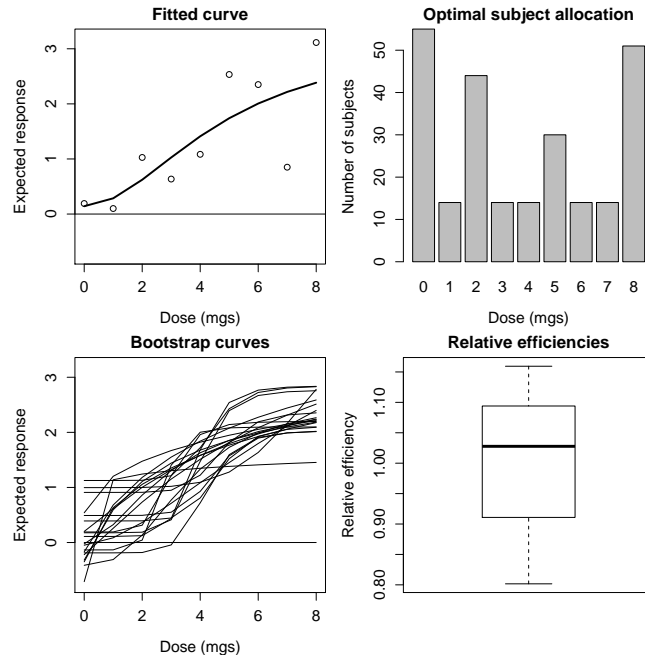 Fitted curve
Expected response
3
2
1
0
0 2 4 6 8
Dose (mgs)
Optimal subject allocation
Number of subjects
50
40
30
20
10
0
0 1 2 3 4 5 6 7 8
Dose (mgs)
Bootstrap curves
Expected response
3
2
1
0
0 2 4 6 8
Dose (mgs)
Relative efficiencies
Relative efficiency
1.10
1.00
0.90
0.80